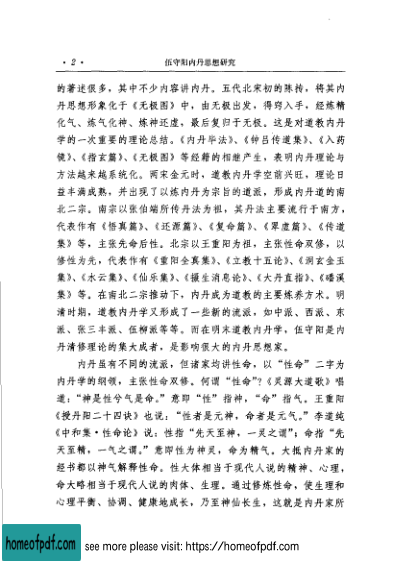 · 2 · 伍守阳内丹思想研究
的著述很多，其中不少内容讲内丹。五代北宋初的陈抟，将其内
丹思想形象化于《无极图》中，由无极出发，得窍入手，经炼精
化气、炼气化神、炼神还虚，最后复归于无极。这是对道教内丹
学的一次重要的理论总结。《内丹毕法》、《钟吕传道集》、《入药
镜》、《指玄篇》、《无极图》等经籍的相继产生，表明内丹理论与
方法越来越系统化。两宋金元时，道教内丹学空前兴旺，理论日
益丰满成熟，并出现了以炼内丹为宗旨的道派，形成内丹道的南
北二宗。南宗以张伯端所传丹法为祖，其丹法主要流行于南方，
代表作有《悟真篇》、《还源篇》、《复命篇》、《翠虚篇》、《传道
集》等，主张先命后性。北宗以王重阳为祖，主张性命双修，以
修性为先，代表作有《重阳全真集》、《立教十五论》、《洞玄金玉
集》、《水云集》、《仙乐集》、《摄生消息论》、《大丹直指》、《磻溪
集》等。在南北二宗推动下，内丹成为道教的主要炼养方术。明
清时期，道教内丹学又形成了一些新的流派，如中派、西派、东
派、张三丰派、伍柳派等等。而在明末道教内丹学，伍守阳是内
丹清修理论的集大成者，是影响很大的内丹思想家。
内丹虽有不同的流派，但诸家均讲性命，以“性命”二字为
内丹学的纲领，主张性命双修。何谓“性命”?《灵源大道歌》唱
道：“神是性兮气是命。”意即“性”指神，“命”指气。王重阳
《授丹阳二十四诀》也说：“性者是元神，命者是元气。”李道纯
《中和集·性命论》说：性指“先天至神，一灵之谓”；命指“先
天至精，一气之谓。”意即性为神灵，命为精气。大抵内丹家的
经书都以神气解释性命。性大体相当于现代人说的精神、心理，
命大略相当于现代人说的肉体、生理。通过修炼性命，使生理和
心理平衡、协调、健康地成长，乃至神仙长生，这就是内丹家所
homeofpdf.com see more please visit: https://homeofpdf.com